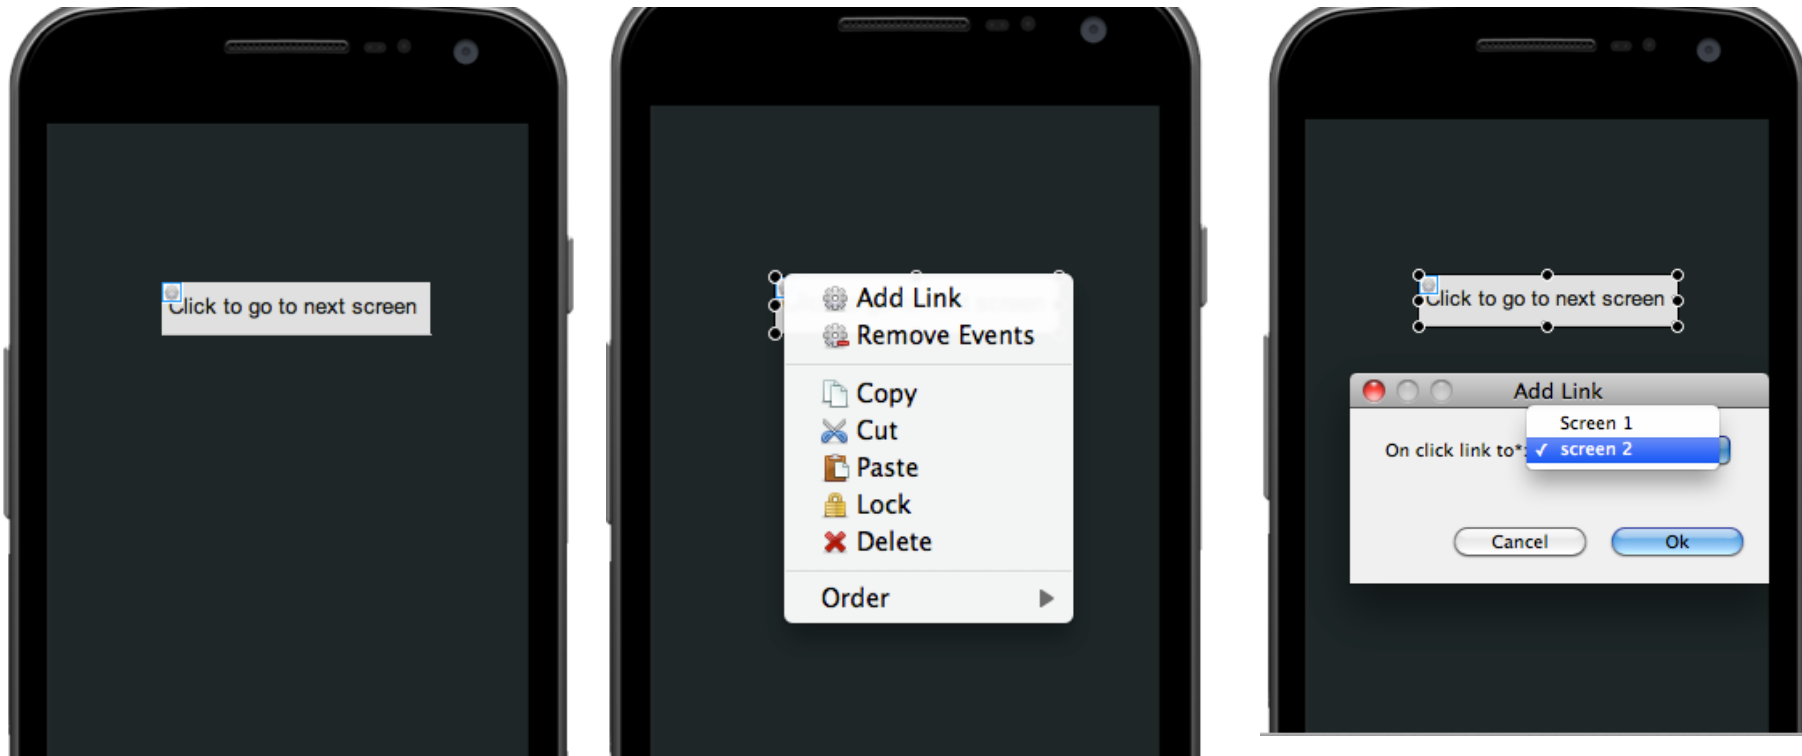 Click to go to next screen
Add Link
Remove Events
Copy
Cut
Paste
Lock
Delete
Order
Click to go to next screen
Add Link
Screen 1
On click link to*:
✓ screen 2
Cancel
Ok